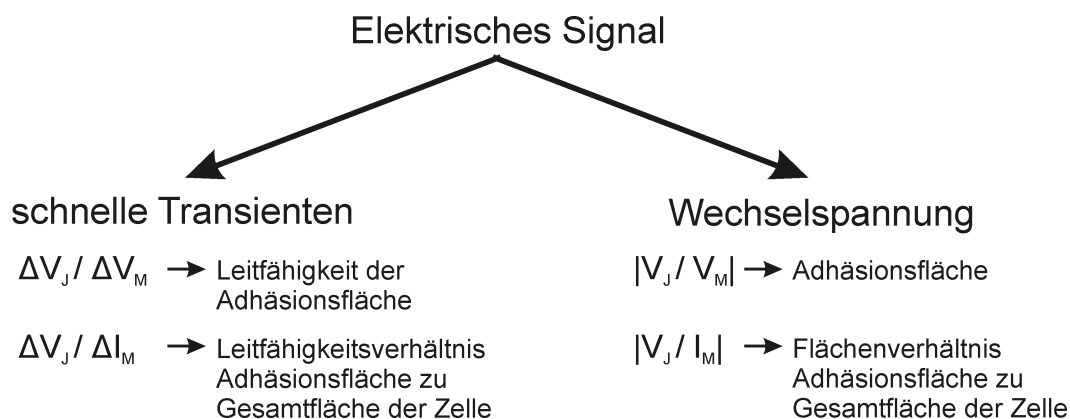 Elektrisches Signal
schnelle Transienten
ΔV_J / ΔV_M → Leitfähigkeit der
Adhäsionsfläche
ΔV_J / ΔI_M → Leitfähigkeitsverhältnis
Adhäsionsfläche zu
Gesamtfläche der Zelle
Wechselspannung
|V_J / V_M| → Adhäsionsfläche
|V_J / I_M| → Flächenverhältnis
Adhäsionsfläche zu
Gesamtfläche der Zelle